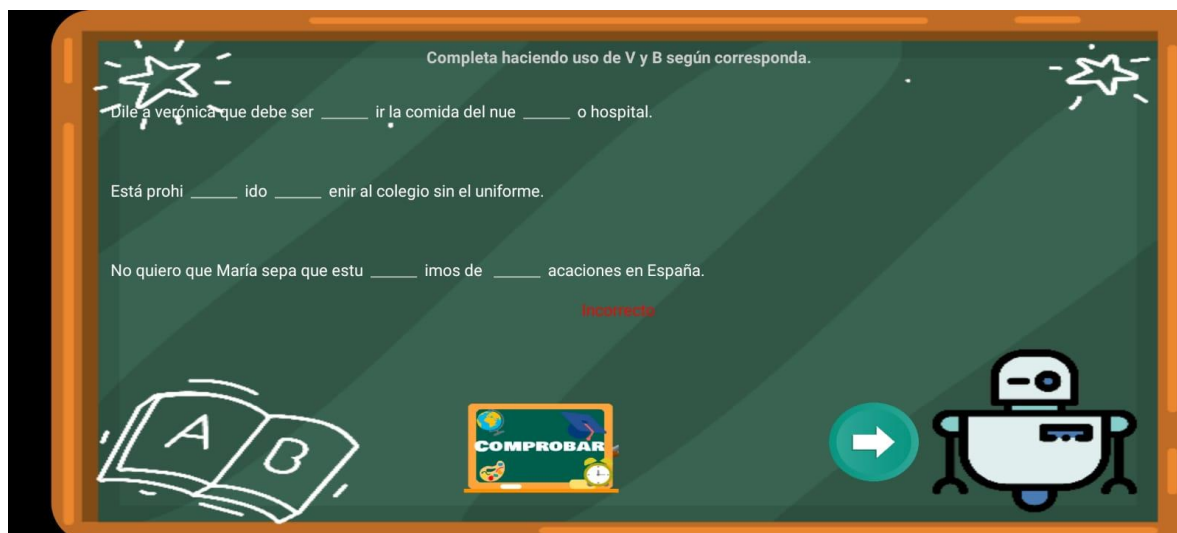 Completa haciendo uso de V y B según corresponda.
Dile a verónica que debe ser ______ ir la comida del nue ______ o hospital.
Está prohi ______ ido ______ enir al colegio sin el uniforme.
No quiero que María sepa que estu ______ imos de ______ acaciones en España.
Incorrecto
A B
COMPROBAR